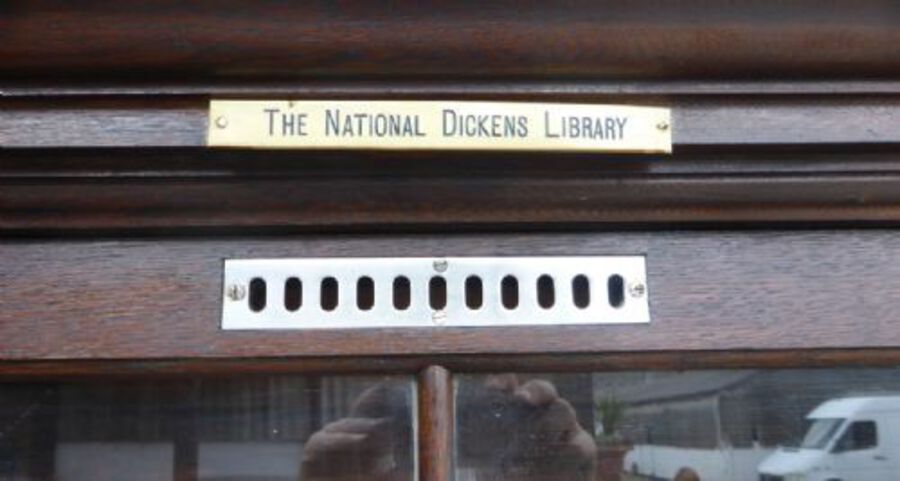 THE NATIONAL DICKENS LIBRARY